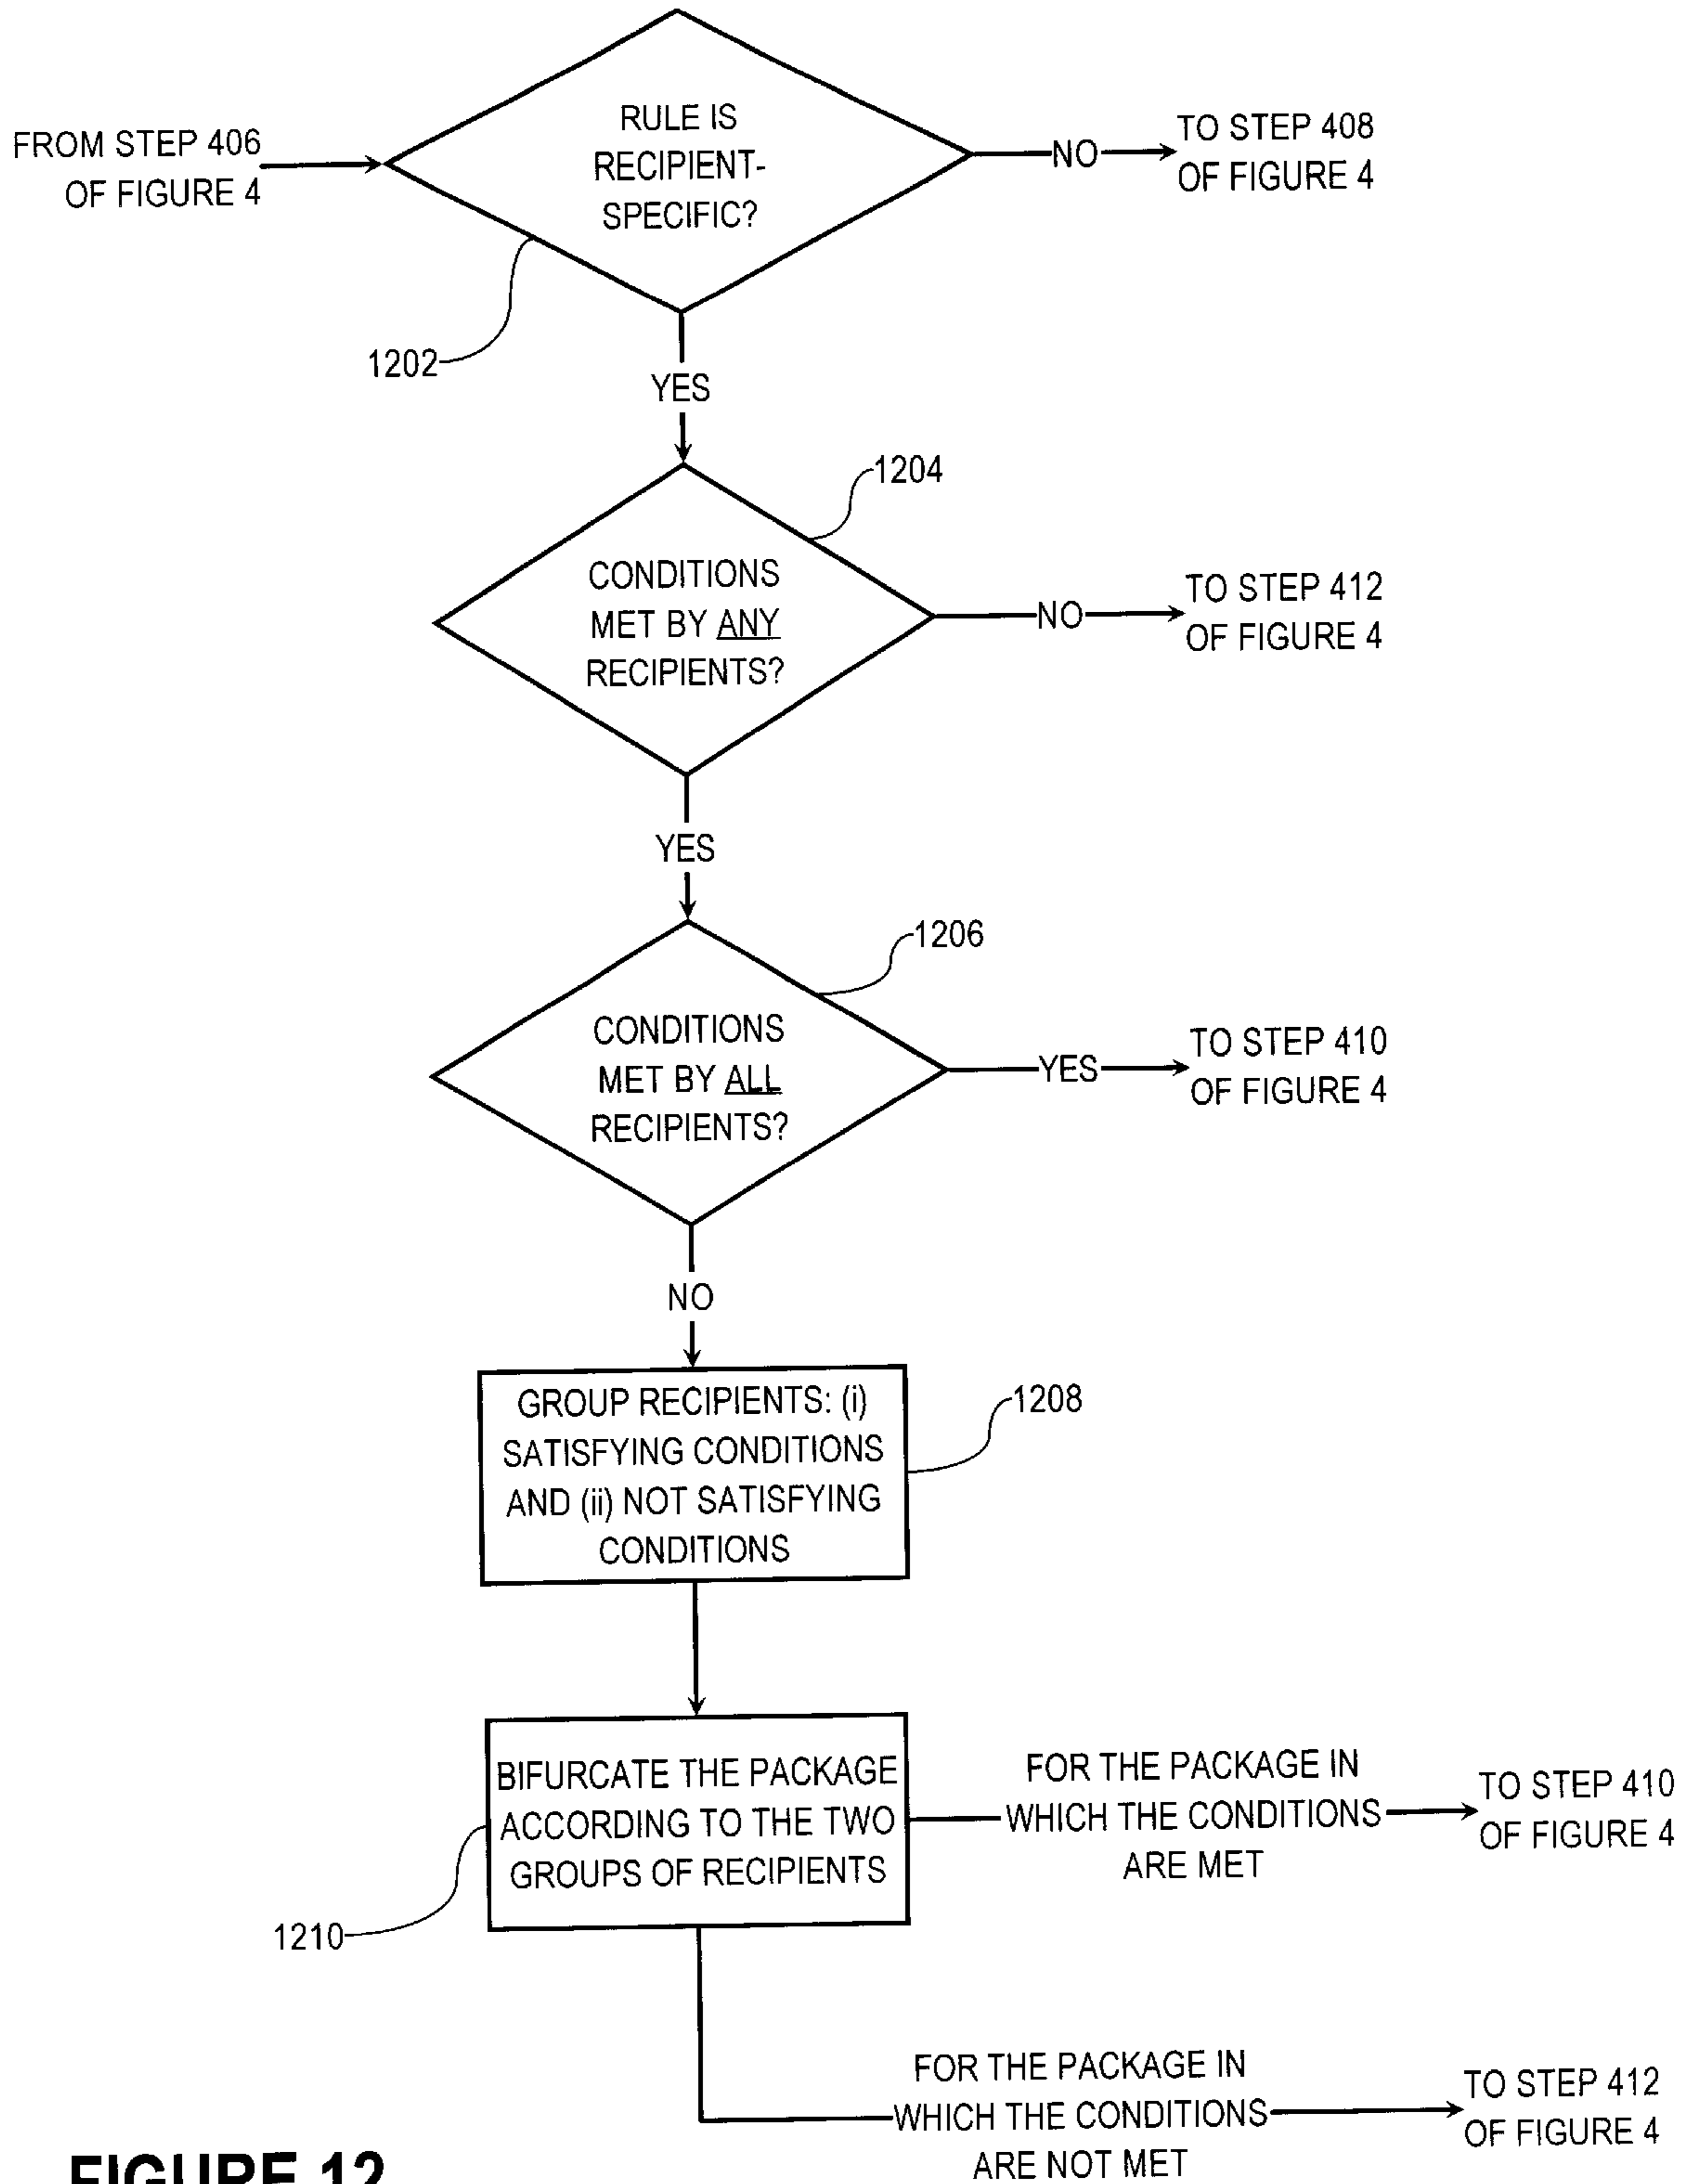 RULE IS
RECIPIENT-
SPECIFIC?
FROM STEP 406
OF FIGURE 4
NO
TO STEP 408
OF FIGURE 4
1202
YES
1204
CONDITIONS
MET BY ANY
RECIPIENTS?
NO
TO STEP 412
OF FIGURE 4
YES
1206
CONDITIONS
MET BY ALL
RECIPIENTS?
YES
TO STEP 410
OF FIGURE 4
NO
GROUP RECIPIENTS: (i)
SATISFYING CONDITIONS
AND (ii) NOT SATISFYING
CONDITIONS
1208
BIFURCATE THE PACKAGE
ACCORDING TO THE TWO
GROUPS OF RECIPIENTS
1210
FOR THE PACKAGE IN
WHICH THE CONDITIONS
ARE MET
TO STEP 410
OF FIGURE 4
FOR THE PACKAGE IN
WHICH THE CONDITIONS
ARE NOT MET
TO STEP 412
OF FIGURE 4
FIGURE 12